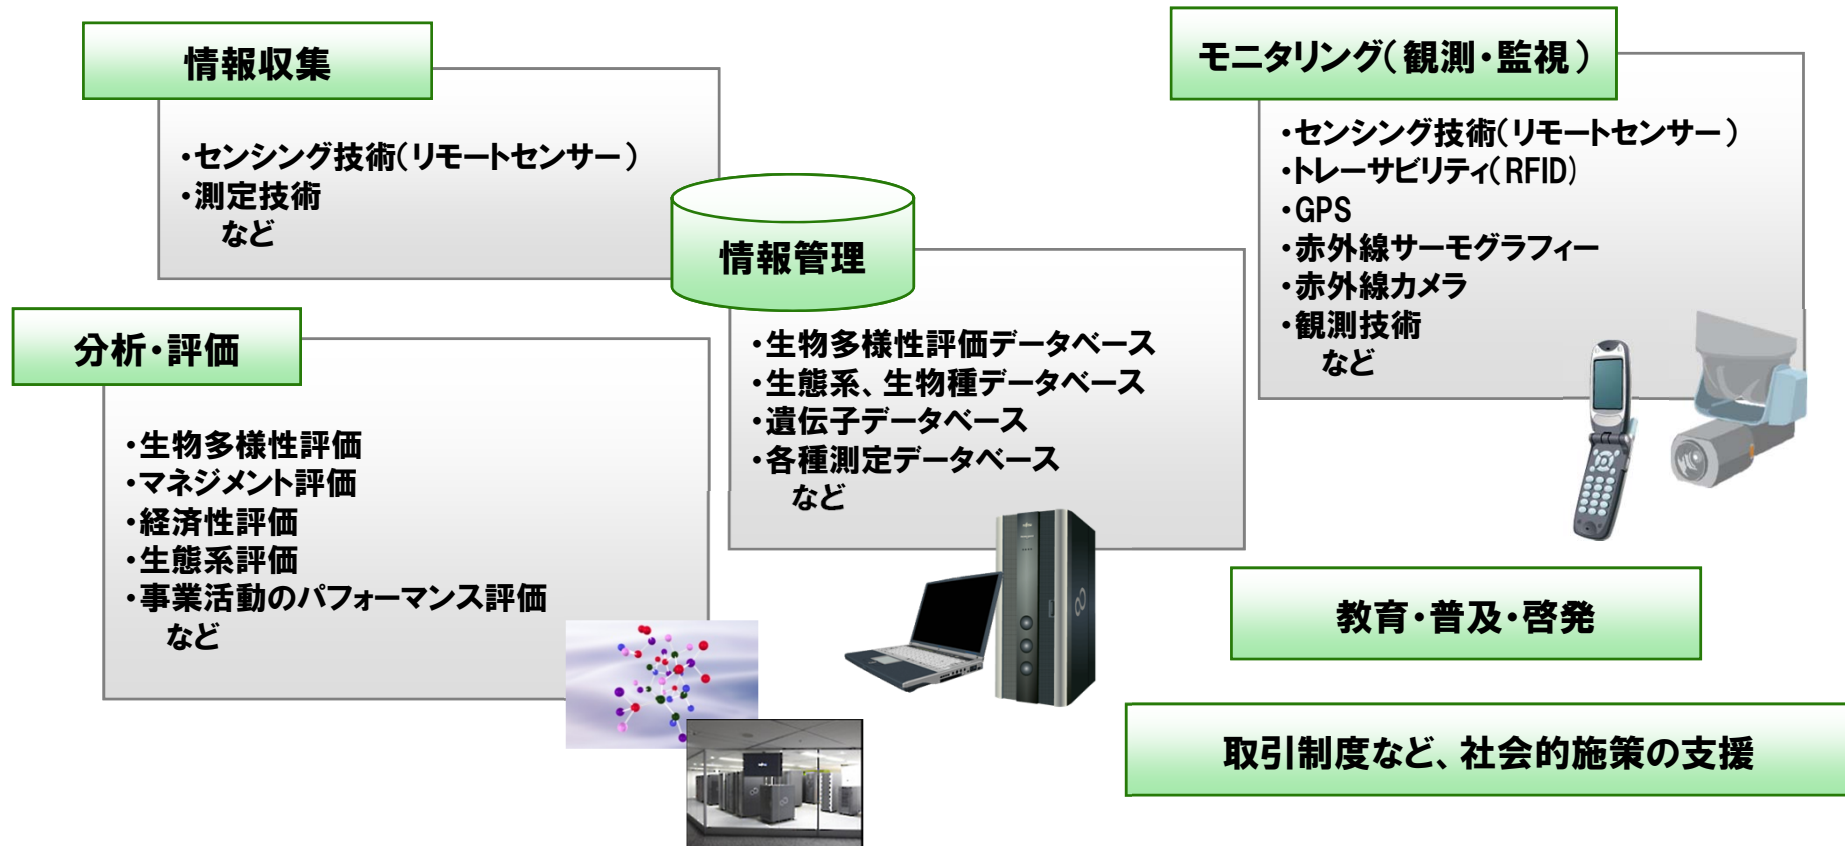 情報収集
・センシング技術(リモートセンサー)
・測定技術
など
モニタリング(観測・監視)
・センシング技術(リモートセンサー)
・トレーサビリティ(RFID)
・GPS
・赤外線サーモグラフィー
・赤外線カメラ
・観測技術
など
情報管理
・生物多様性評価データベース
・生態系、生物種データベース
・遺伝子データベース
・各種測定データベース
など
分析・評価
・生物多様性評価
・マネジメント評価
・経済性評価
・生態系評価
・事業活動のパフォーマンス評価
など
教育・普及・啓発
取引制度など、社会的施策の支援